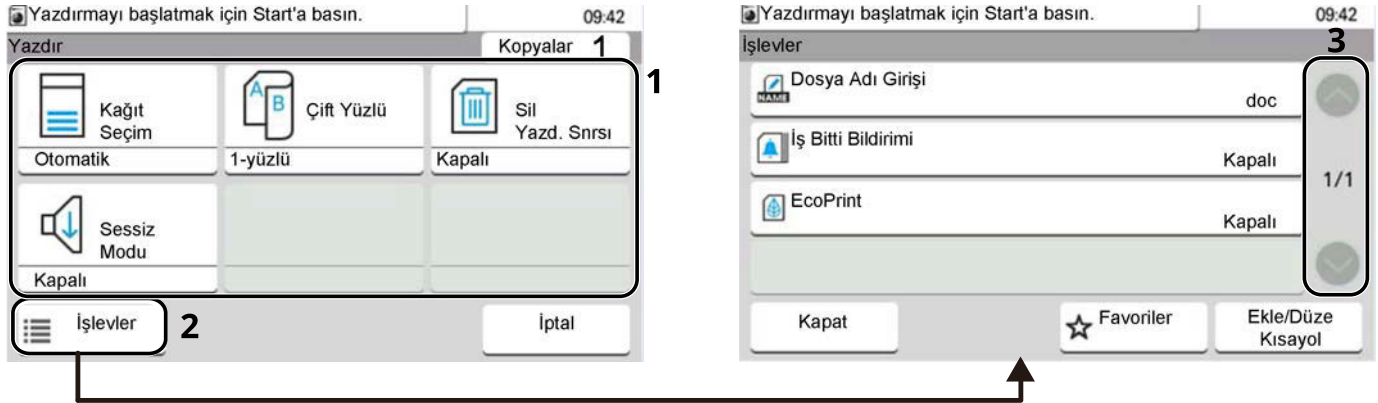 Yazdırmayı başlatmak için Start'a basın.
09:42
Yazdır
Kopyalar 1
1
Kağıt
Seçim
Otomatik
A
B
Çift Yüzlü
1-yüzlü
Sil
Yazd. Snrsı
Kapalı
Sessiz
Modu
Kapalı
İşlevler
2
İptal
Yazdırmayı başlatmak için Start'a basın.
09:42
İşlevler
3
NAME
Dosya Adı Girişi
doc
İş Bitti Bildirimi
Kapalı
1/1
EcoPrint
Kapalı
Kapat
Favoriler
Ekle/Düze
Kısayol